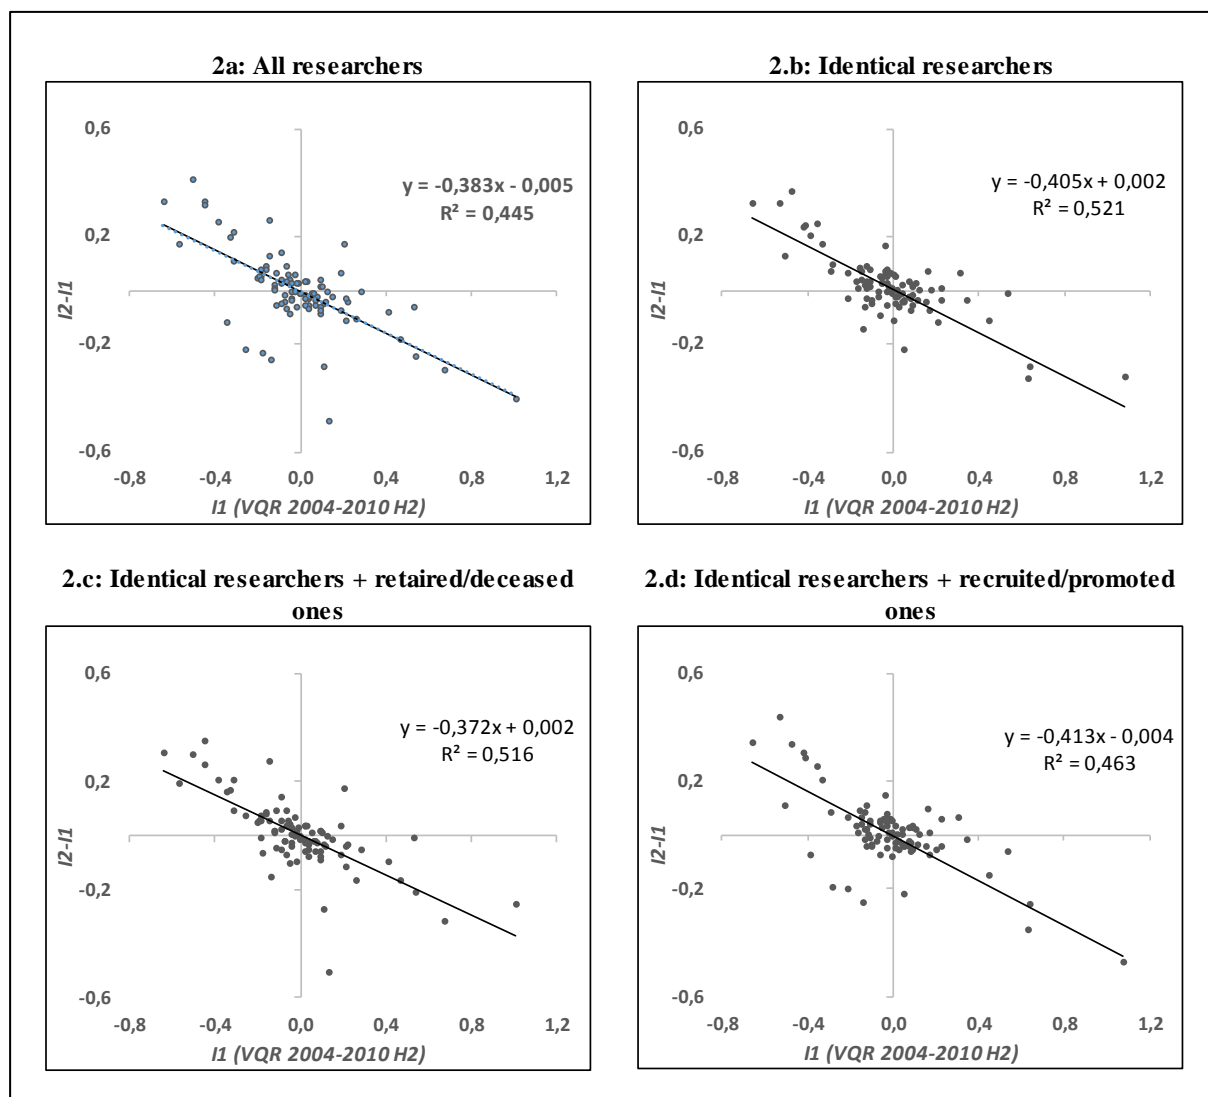 2a: All researchers
0,6
0,2
-0,2
-0,6
I2-I1
y = -0,383x - 0,005
R² = 0,445
-0,8 -0,4 0,0 0,4 0,8 1,2
I1 (VQR 2004-2010 H2)
2.b: Identical researchers
0,6
0,2
-0,2
-0,6
I2-I1
y = -0,405x + 0,002
R² = 0,521
-0,8 -0,4 0,0 0,4 0,8 1,2
I1 (VQR 2004-2010 H2)
2.c: Identical researchers + retaired/deceased
ones
0,6
0,2
-0,2
-0,6
I2-I1
y = -0,372x + 0,002
R² = 0,516
-0,8 -0,4 0,0 0,4 0,8 1,2
I1 (VQR 2004-2010 H2)
2.d: Identical researchers + recruited/promoted
ones
0,6
0,2
-0,2
-0,6
I2-I1
y = -0,413x - 0,004
R² = 0,463
-0,8 -0,4 0,0 0,4 0,8 1,2
I1 (VQR 2004-2010 H2)